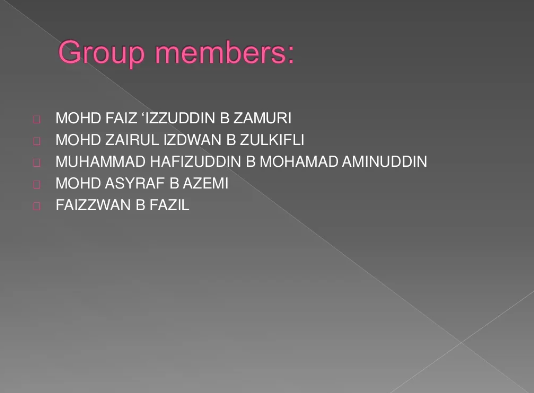 Group members:
MOHD FAIZ ‘IZZUDDIN B ZAMURI
MOHD ZAIRUL IZDWAN B ZULKIFLI
MUHAMMAD HAFIZUDDIN B MOHAMAD AMINUDDIN
MOHD ASYRAF B AZEMI
FAIZZWAN B FAZIL